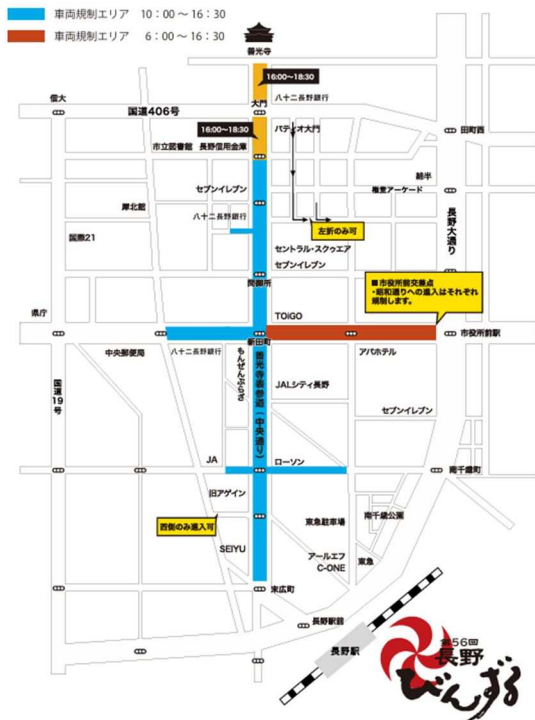 車両規制エリア 10：00 ～ 16：30
車両規制エリア 6：00 ～ 16：30
善光寺
16:00～18:30
信大
大門
八十二長野銀行
国道406号
16:00～18:30
パティオ大門
田町西
市立図書館 長野信用金庫
綿半
セブンイレブン
権堂アーケード
犀北館
八十二長野銀行
長野大通り
国際21
左折のみ可
セントラル・スクゥエア
セブンイレブン
問御所
■市役所前交差点
・昭和通りへの進入はそれぞれ
規制します。
県庁
TOiGO
新田町
市役所前駅
中央郵便局
八十二長野銀行
もんぜんぷらざ
善光寺表参道（中央通り）
アパホテル
国道19号
JALシティ長野
セブンイレブン
JA
ローソン
南千歳町
旧アゲイン
西側のみ進入可
東急駐車場
南千歳公園
SEIYU
アールエフ
C-ONE
東急
末広町
長野駅前
長野駅
第56回
長野
びんずる